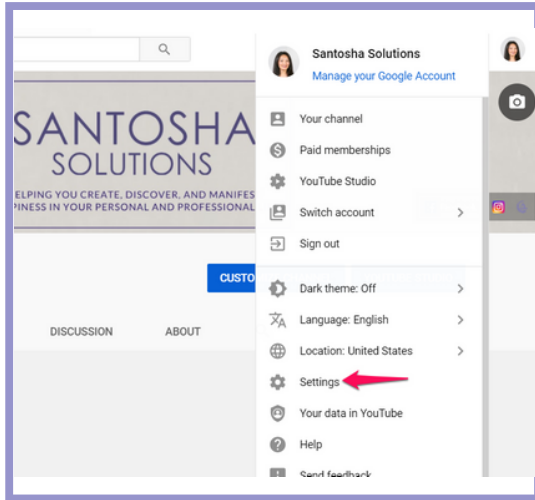 Santosha Solutions
Manage your Google Account
SANTOSHA
SOLUTIONS
ELPING YOU CREATE, DISCOVER, AND MANIFES
PINESS IN YOUR PERSONAL AND PROFESSIONAL
CUSTO
DISCUSSION ABOUT
Your channel
Paid memberships
YouTube Studio
Switch account
Sign out
Dark theme: Off
Language: English
Location: United States
Settings
Your data in YouTube
Help
Send feedback